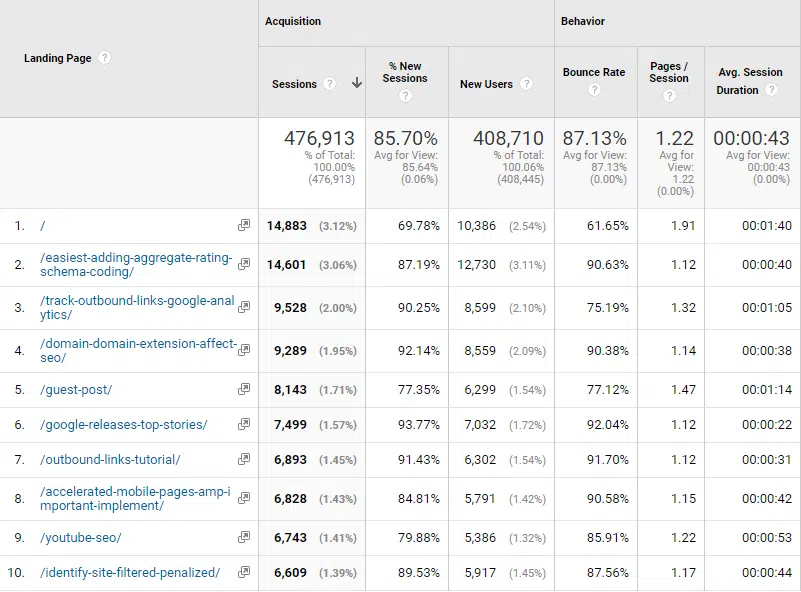 Acquisition
Behavior
Landing Page ?
Sessions ?
% New
Sessions
?
New Users ?
Bounce Rate
?
Pages /
Session
?
Avg. Session
Duration ?
476,913
% of Total:
100.00%
(476,913)
85.70%
Avg for View:
85.64%
(0.06%)
408,710
% of Total:
100.06%
(408,445)
87.13%
Avg for View:
87.13%
(0.00%)
1.22
Avg for
View:
1.22
(0.00%)
00:00:43
Avg for View:
00:00:43
(0.00%)
1. / 14,883 (3.12%) 69.78% 10,386 (2.54%) 61.65% 1.91 00:01:40
2. /easiest-adding-aggregate-rating-
schema-coding/ 14,601 (3.06%) 87.19% 12,730 (3.11%) 90.63% 1.12 00:00:40
3. /track-outbound-links-google-anal
ytics/ 9,528 (2.00%) 90.25% 8,599 (2.10%) 75.19% 1.32 00:01:05
4. /domain-domain-extension-affect-
seo/ 9,289 (1.95%) 92.14% 8,559 (2.09%) 90.38% 1.14 00:00:38
5. /guest-post/ 8,143 (1.71%) 77.35% 6,299 (1.54%) 77.12% 1.47 00:01:14
6. /google-releases-top-stories/ 7,499 (1.57%) 93.77% 7,032 (1.72%) 92.04% 1.12 00:00:22
7. /outbound-links-tutorial/ 6,893 (1.45%) 91.43% 6,302 (1.54%) 91.70% 1.12 00:00:31
8. /accelerated-mobile-pages-amp-i
mportant-implement/ 6,828 (1.43%) 84.81% 5,791 (1.42%) 90.58% 1.15 00:00:42
9. /youtube-seo/ 6,743 (1.41%) 79.88% 5,386 (1.32%) 85.91% 1.22 00:00:53
10. /identify-site-filtered-penalized/ 6,609 (1.39%) 89.53% 5,917 (1.45%) 87.56% 1.17 00:00:44